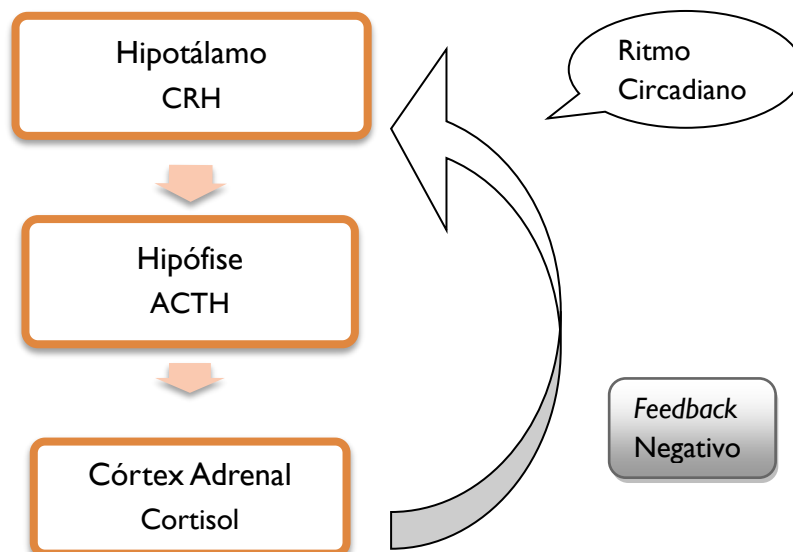 Hipotálamo
CRH
Ritmo
Circadiano
Hipófise
ACTH
Feedback
Negativo
Córtex Adrenal
Cortisol